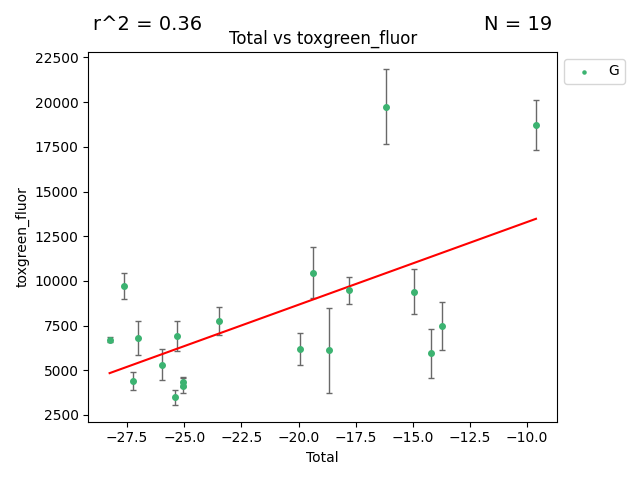 r^2 = 0.36
N = 19
Total vs toxgreen_fluor
G
22500
20000
17500
15000
12500
10000
7500
5000
2500
toxgreen_fluor
−27.5
−25.0
−22.5
−20.0
−17.5
−15.0
−12.5
−10.0
Total